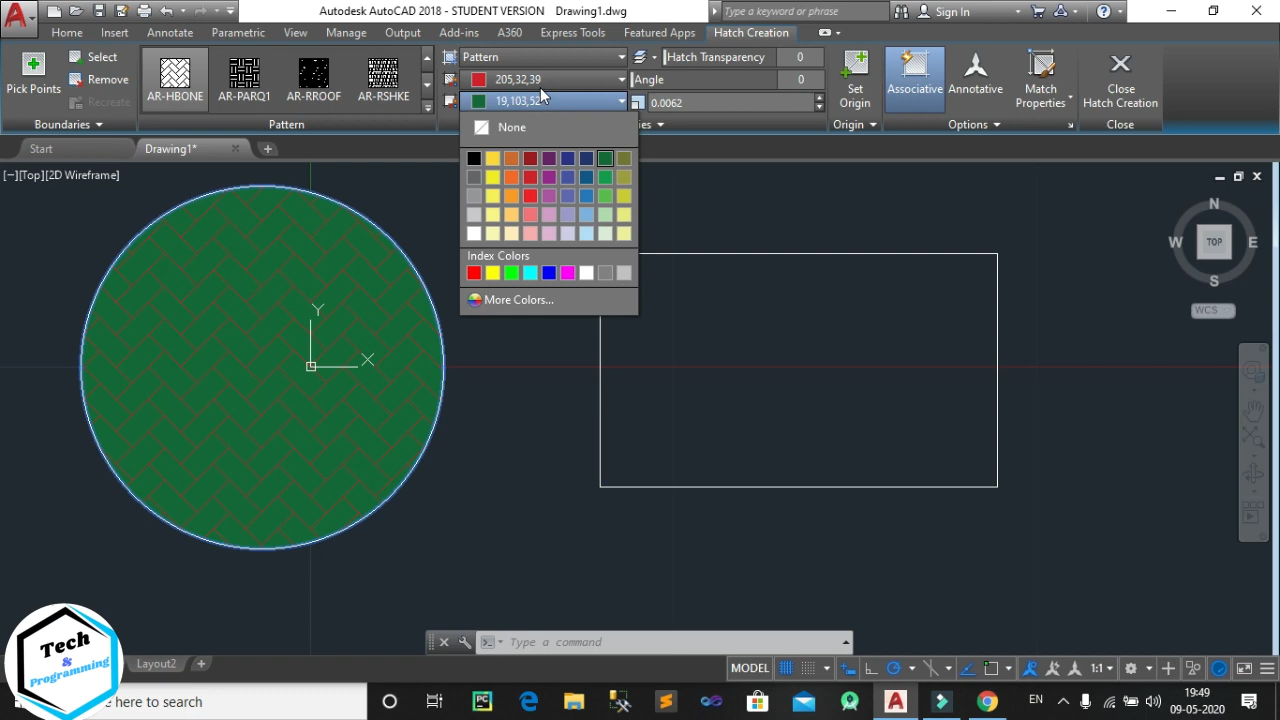 Autodesk AutoCAD 2018 - STUDENT VERSION Drawing1.dwg
Type a keyword or phrase
Sign In
Home Insert Annotate Parametric View Manage Output Add-ins A360 Express Tools Featured Apps Hatch Creation
Pick Points
Select
Remove
Recreate
AR-HBONE AR-PARQ1 AR-RROOF AR-RSHKE
Pattern
205,32,39
Hatch Transparency 0
Angle 0
0.0062
Set
Origin
Associative
Annotative
Match
Properties
Close
Hatch Creation
Boundaries Pattern Origin Options Close
Start Drawing1*
None
Index Colors
More Colors...
[−][Top][2D Wireframe]
N
W TOP E
S
WCS
Y
X
Type a command
Layout2
MODEL 1:1
Tech
&
Programming
here to search
EN
19:49
09-05-2020